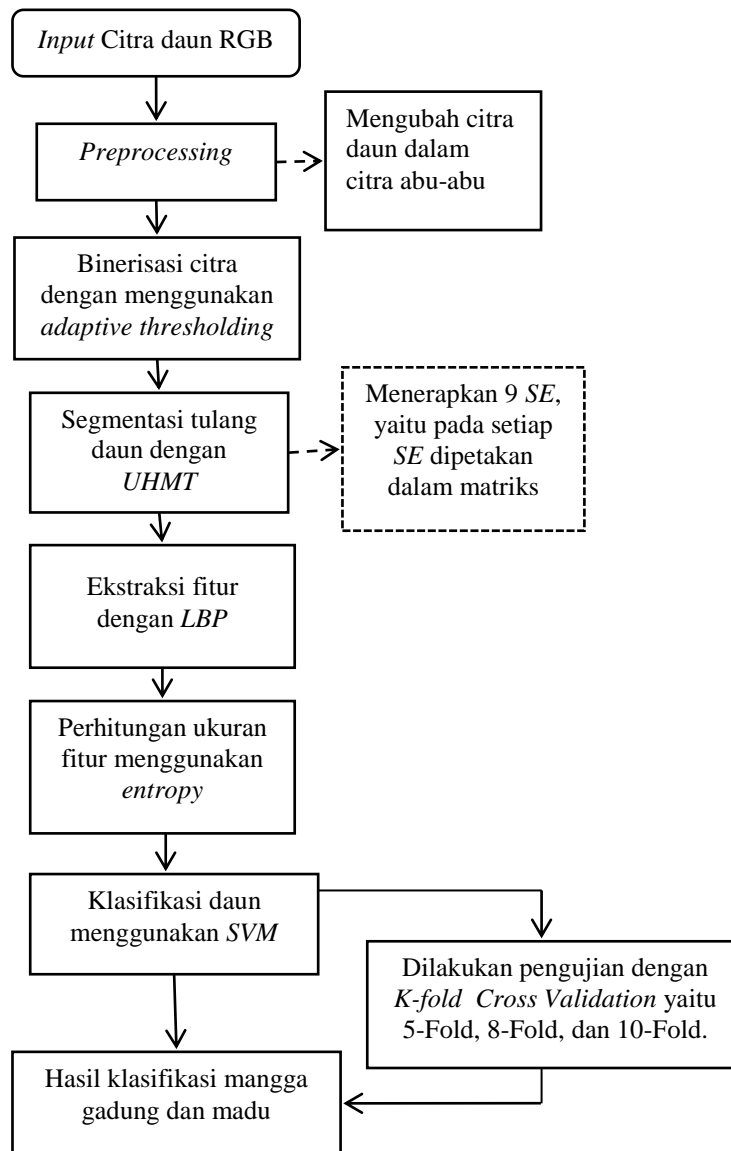 Input Citra daun RGB
Preprocessing
Mengubah citra
daun dalam
citra abu-abu
Binerisasi citra
dengan menggunakan
adaptive thresholding
Segmentasi tulang
daun dengan
UHMT
Menerapkan 9 SE,
yaitu pada setiap
SE dipetakan
dalam matriks
Ekstraksi fitur
dengan LBP
Perhitungan ukuran
fitur menggunakan
entropy
Klasifikasi daun
menggunakan SVM
Dilakukan pengujian dengan
K-fold Cross Validation yaitu
5-Fold, 8-Fold, dan 10-Fold.
Hasil klasifikasi mangga
gadung dan madu